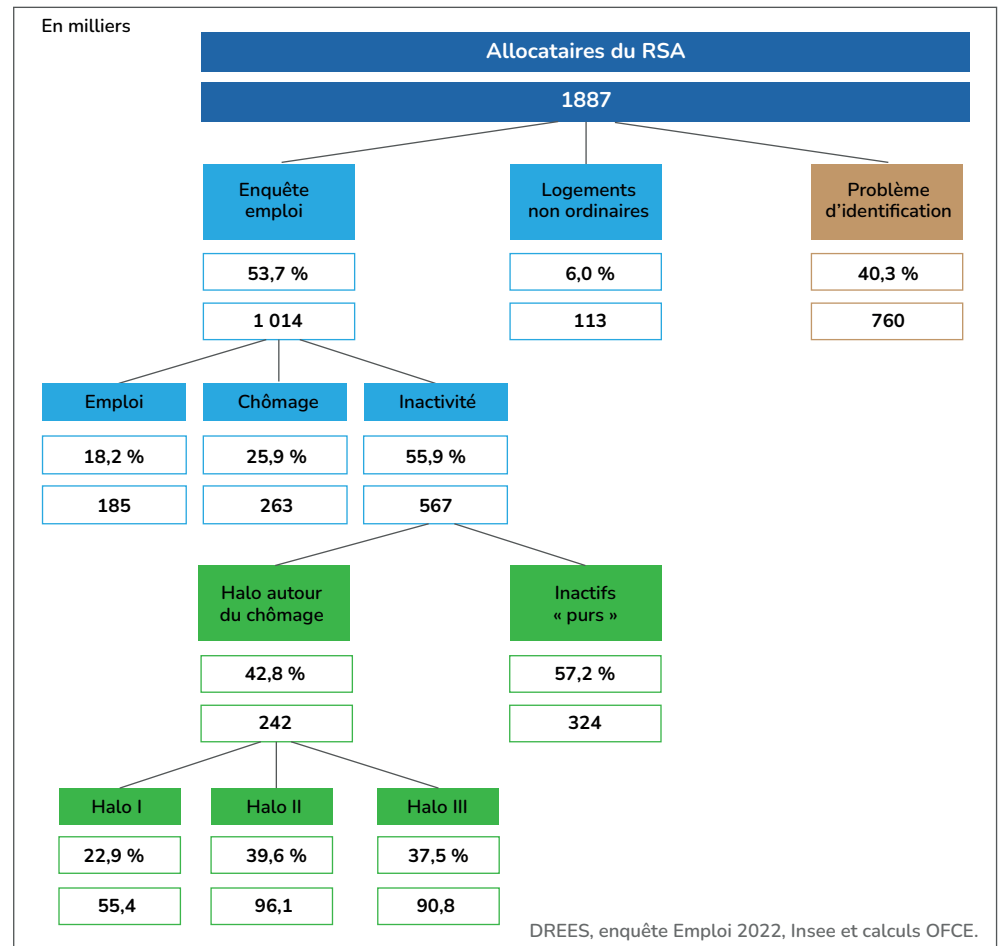 En milliers
Allocataires du RSA
1887
Enquête
emploi
Logements
non ordinaires
Problème
d'identification
53,7 %
6,0 %
40,3 %
1 014
113
760
Emploi
Chômage
Inactivité
18,2 %
25,9 %
55,9 %
185
263
567
Halo autour
du chômage
Inactifs
« purs »
42,8 %
57,2 %
242
324
Halo I
Halo II
Halo III
22,9 %
39,6 %
37,5 %
55,4
96,1
90,8
DREES, enquête Emploi 2022, Insee et calculs OFCE.